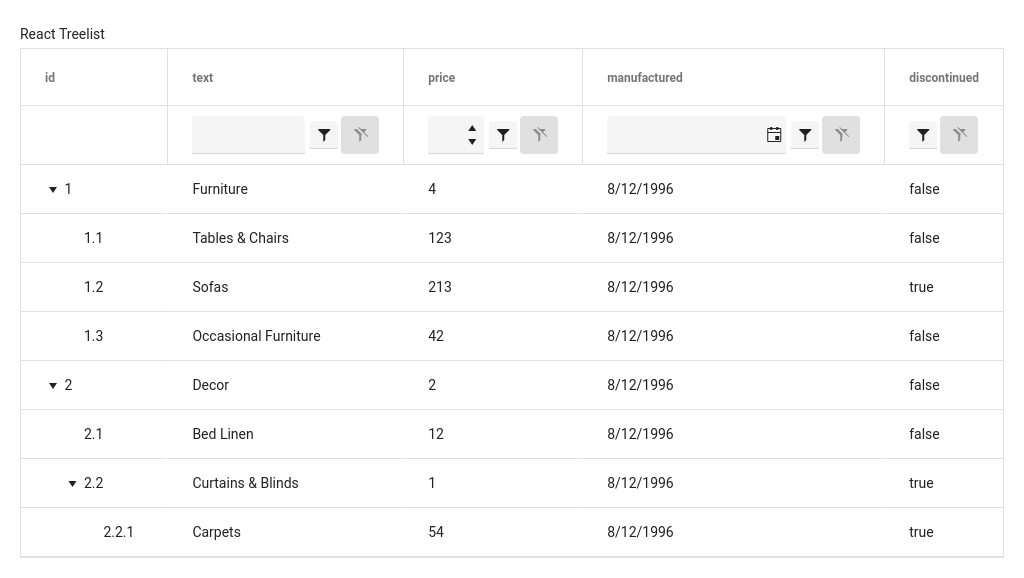 React Treelist
id text price manufactured discontinued
1 Furniture 4 8/12/1996 false
1.1 Tables & Chairs 123 8/12/1996 false
1.2 Sofas 213 8/12/1996 true
1.3 Occasional Furniture 42 8/12/1996 false
2 Decor 2 8/12/1996 false
2.1 Bed Linen 12 8/12/1996 false
2.2 Curtains & Blinds 1 8/12/1996 true
2.2.1 Carpets 54 8/12/1996 true